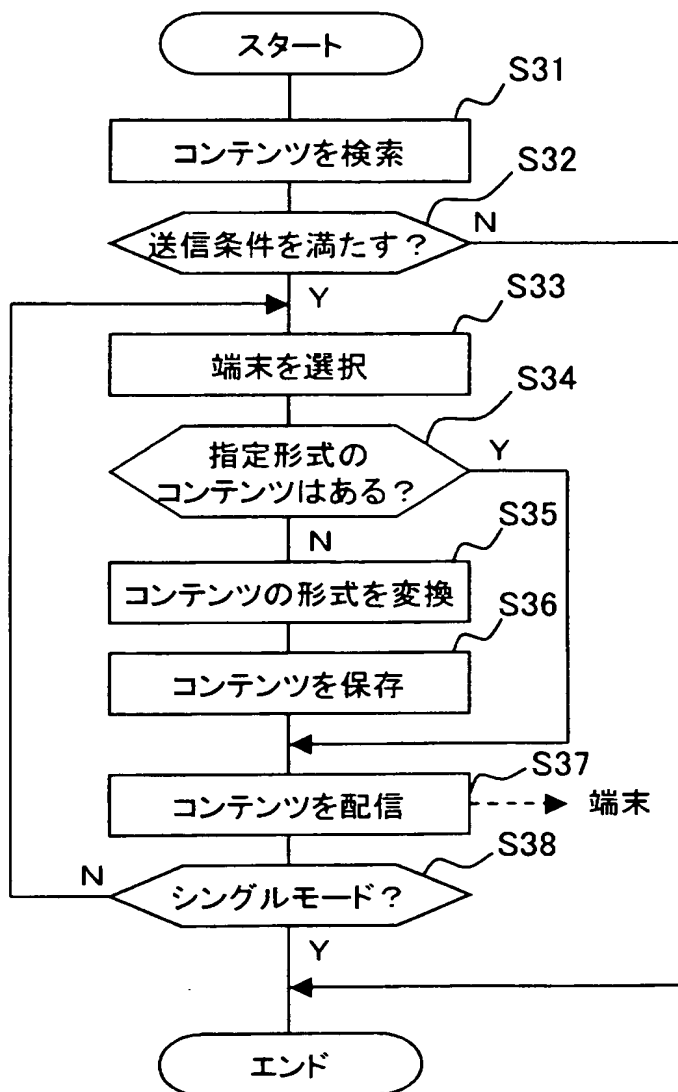 スタート
S31
コンテンツを検索
S32
送信条件を満たす?
N
Y
S33
端末を選択
S34
指定形式の
コンテンツはある?
Y
N
S35
コンテンツの形式を変換
S36
コンテンツを保存
S37
コンテンツを配信
端末
S38
シングルモード?
N
Y
エンド